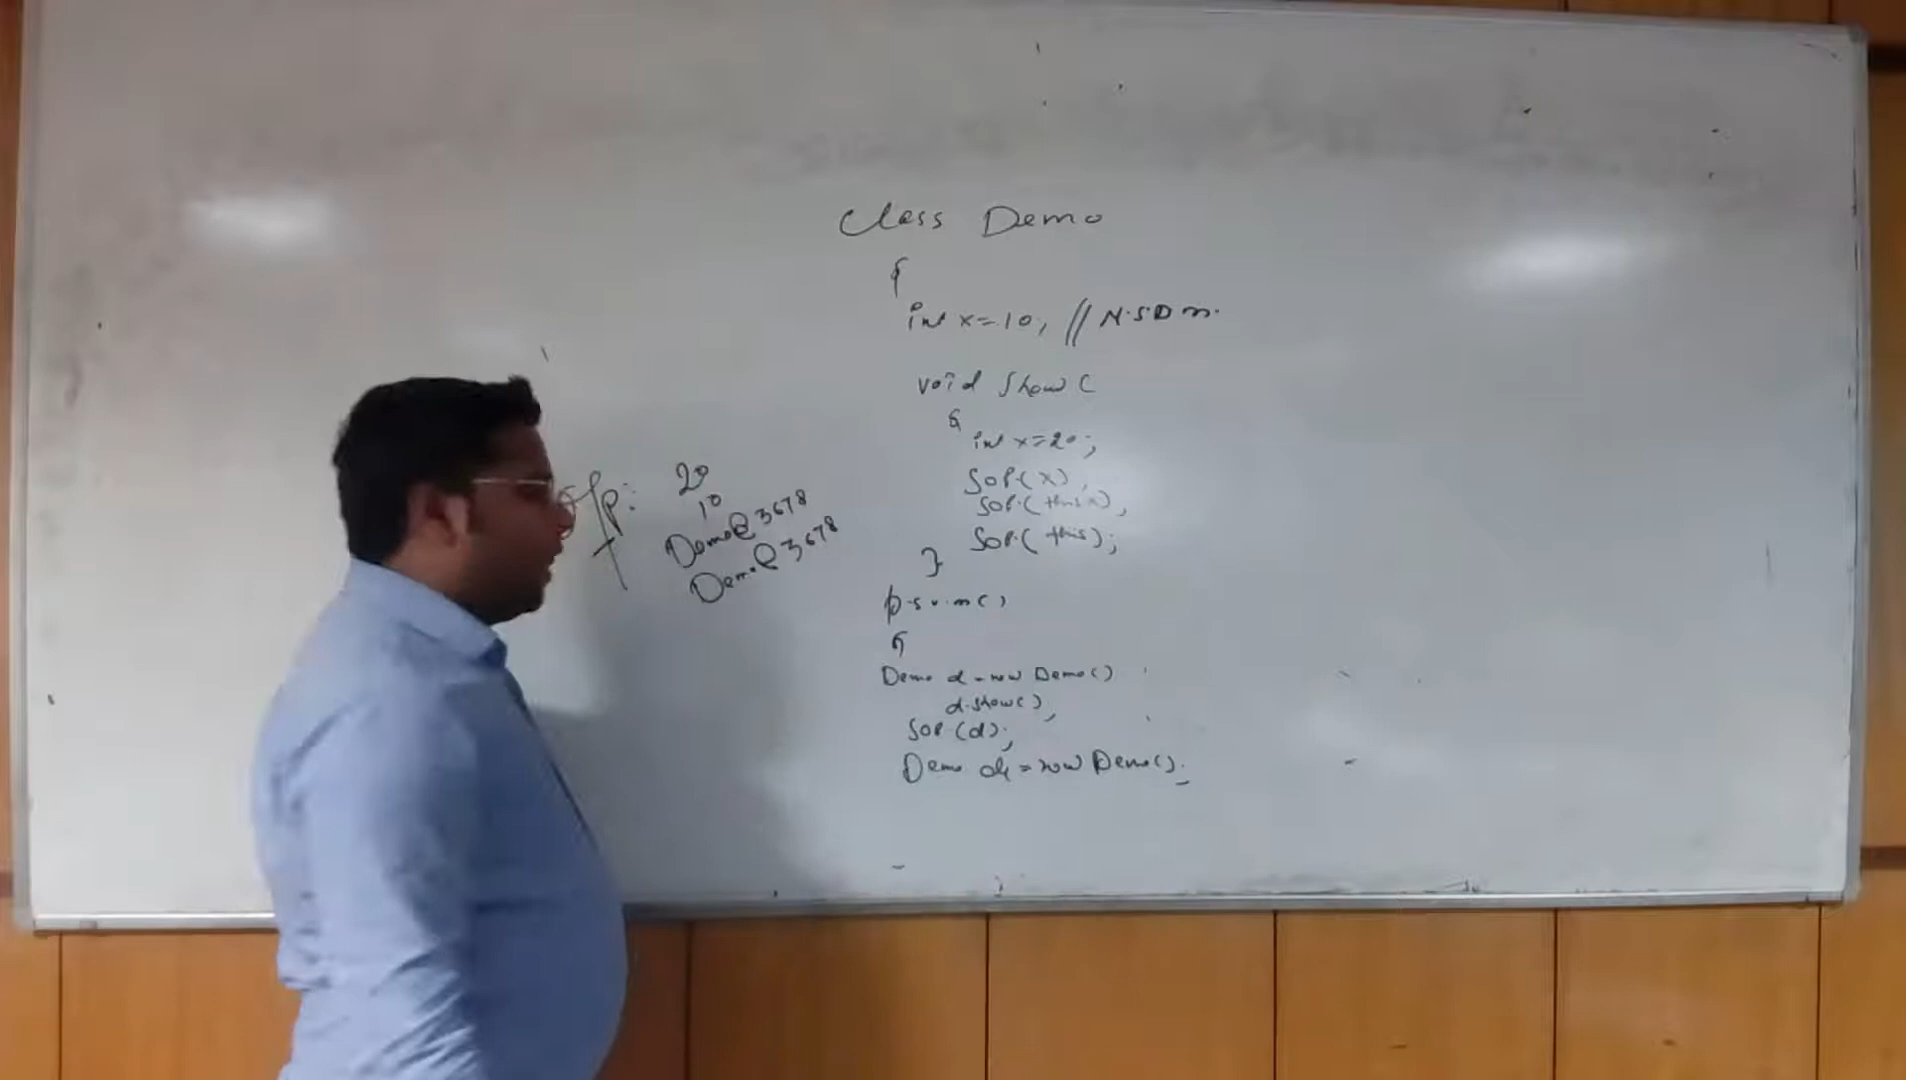 Class Demo
{
int x=10; // N.S.D m.
void show (
{
int x=20;
SOP(x);
SOP(this.x);
SOP(this);
}
p.s.v.m()
{
Demo d = new Demo()
d.show();
SOP(d);
Demo d1 = new Demo();
O/p: 20
10
Demo@3678
Demo@3678